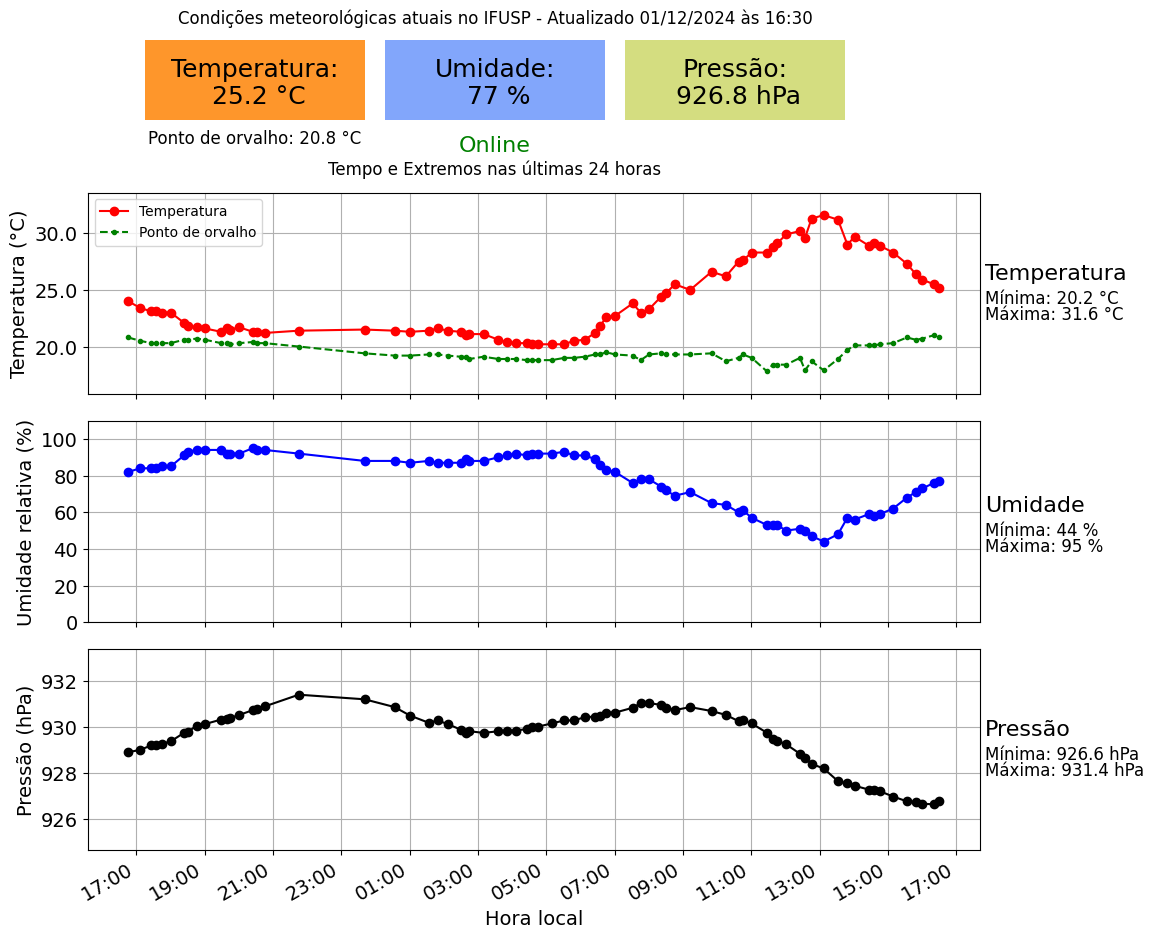 Condições meteorológicas atuais no IFUSP - Atualizado 01/12/2024 às 16:30
Temperatura:
25.2 °C
Umidade:
77 %
Pressão:
926.8 hPa
Ponto de orvalho: 20.8 °C
Online
Tempo e Extremos nas últimas 24 horas
Temperatura (°C)
30.0
25.0
20.0
Temperatura
Ponto de orvalho
Temperatura
Mínima: 20.2 °C
Máxima: 31.6 °C
Umidade relativa (%)
100
80
60
40
20
0
Umidade
Mínima: 44 %
Máxima: 95 %
Pressão (hPa)
932
930
928
926
Pressão
Mínima: 926.6 hPa
Máxima: 931.4 hPa
17:00 19:00 21:00 23:00 01:00 03:00 05:00 07:00 09:00 11:00 13:00 15:00 17:00
Hora local